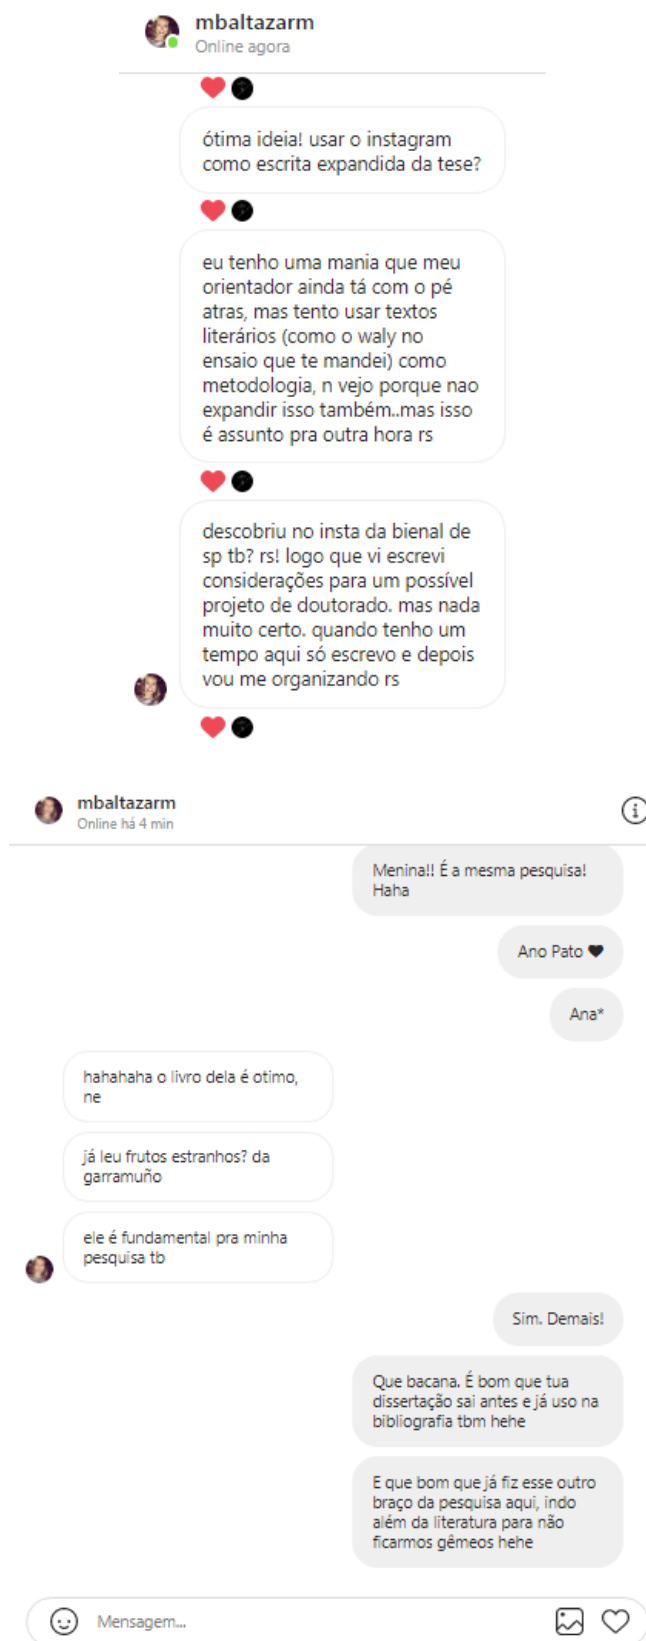 mbaltazarm
Online agora
ótima ideia! usar o instagram
como escrita expandida da tese?
eu tenho uma mania que meu
orientador ainda tá com o pé
atras, mas tento usar textos
literários (como o waly no
ensaio que te mandei) como
metodologia, n vejo porque nao
expandir isso também..mas isso
é assunto pra outra hora rs
descobriu no insta da bienal de
sp tb? rs! logo que vi escrevi
considerações para um possível
projeto de doutorado. mas nada
muito certo. quando tenho um
tempo aqui só escrevo e depois
vou me organizando rs
mbaltazarm
Online há 4 min
Menina!! É a mesma pesquisa!
Haha
Ano Pato ♥
Ana*
hahahaha o livro dela é otimo,
ne
já leu frutos estranhos? da
garramuño
ele é fundamental pra minha
pesquisa tb
Sim. Demais!
Que bacana. É bom que tua
dissertação sai antes e já uso na
bibliografia tbm hehe
E que bom que já fiz esse outro
braço da pesquisa aqui, indo
além da literatura para não
ficarmos gêmeos hehe
Mensagem...